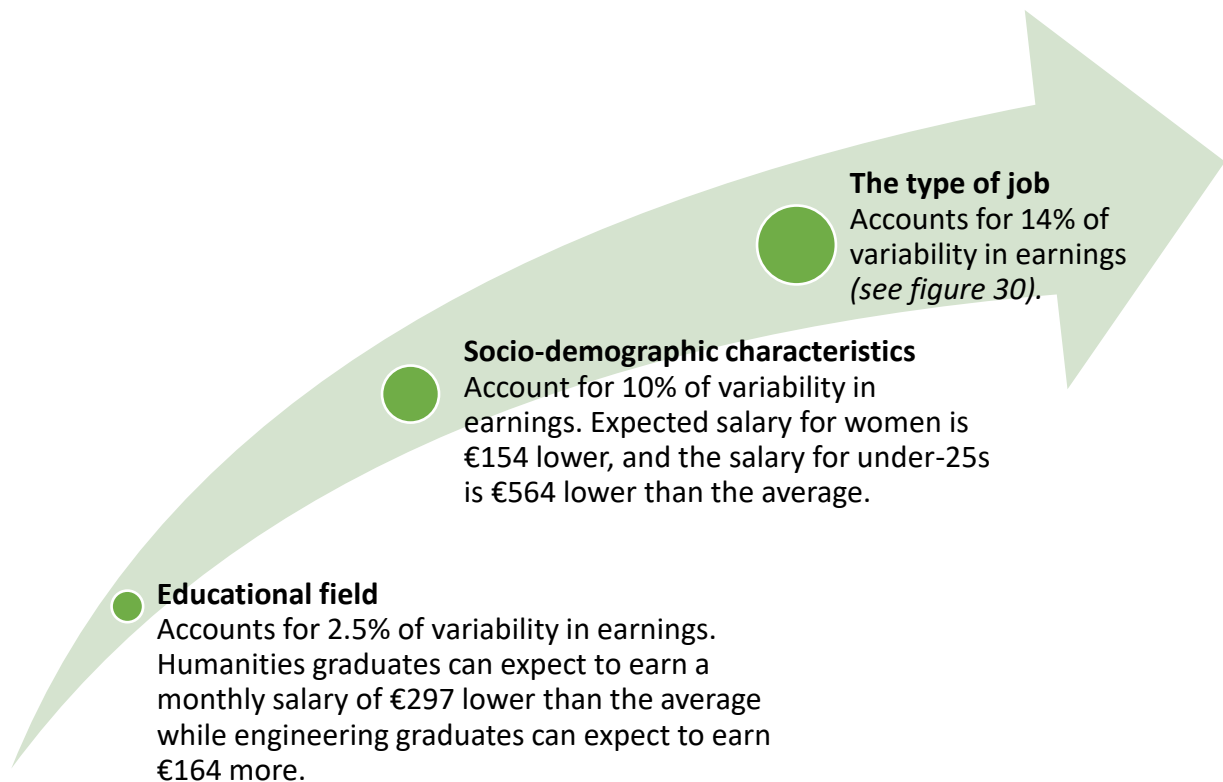 The type of job
Accounts for 14% of
variability in earnings
(see figure 30).
Socio-demographic characteristics
Account for 10% of variability in
earnings. Expected salary for women is
€154 lower, and the salary for under-25s
is €564 lower than the average.
Educational field
Accounts for 2.5% of variability in earnings.
Humanities graduates can expect to earn a
monthly salary of €297 lower than the average
while engineering graduates can expect to earn
€164 more.